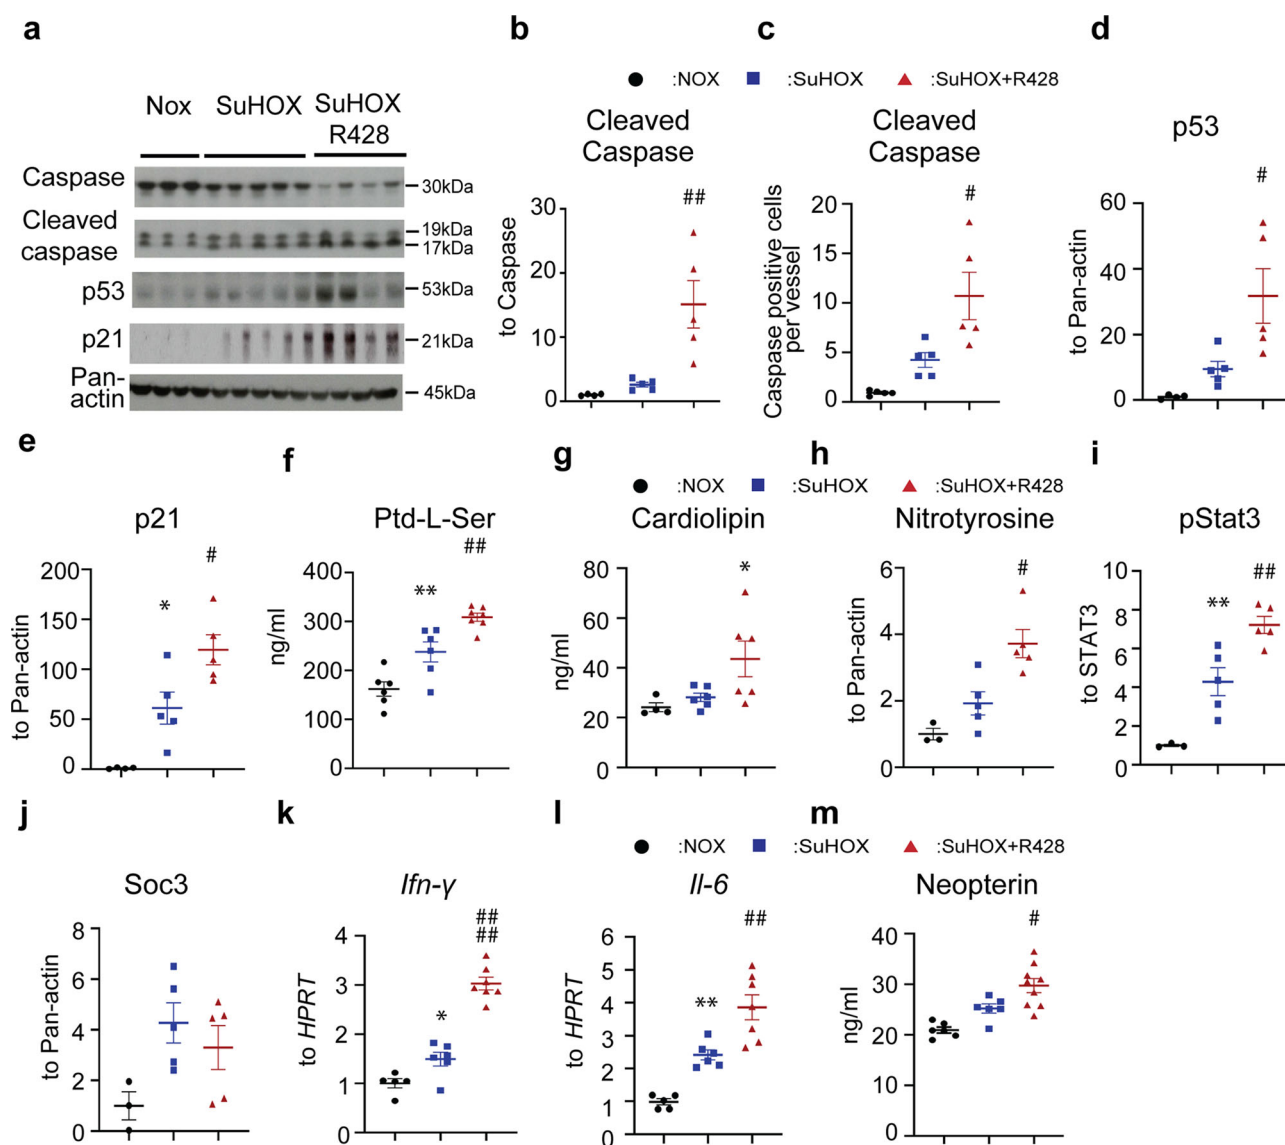 a
b
c
d
:NOX :SuHOX :SuHOX+R428
Nox SuHOX SuHOX
R428
Caspase 30kDa
Cleaved
caspase
19kDa
17kDa
p53 53kDa
p21 21kDa
Pan-
actin
45kDa
Cleaved
Caspase
##
to Caspase
30
20
10
0
Cleaved
Caspase
#
Caspase positive cells
per vessel
20
15
10
5
0
p53
#
to Pan-actin
60
40
20
0
e
f
g
h
i
:NOX :SuHOX :SuHOX+R428
p21
#
*
to Pan-actin
200
150
100
50
0
Ptd-L-Ser
##
**
ng/ml
400
300
200
100
0
Cardiolipin
*
ng/ml
80
60
40
20
0
Nitrotyrosine
#
to Pan-actin
6
4
2
0
pStat3
##
**
to STAT3
10
8
6
4
2
0
j
k
l
m
:NOX :SuHOX :SuHOX+R428
Soc3
to Pan-actin
8
6
4
2
0
Ifn-γ
##
##
*
to HPRT
4
3
2
1
0
Il-6
##
**
to HPRT
6
5
4
3
2
1
0
Neopterin
#
ng/ml
40
30
20
10
0